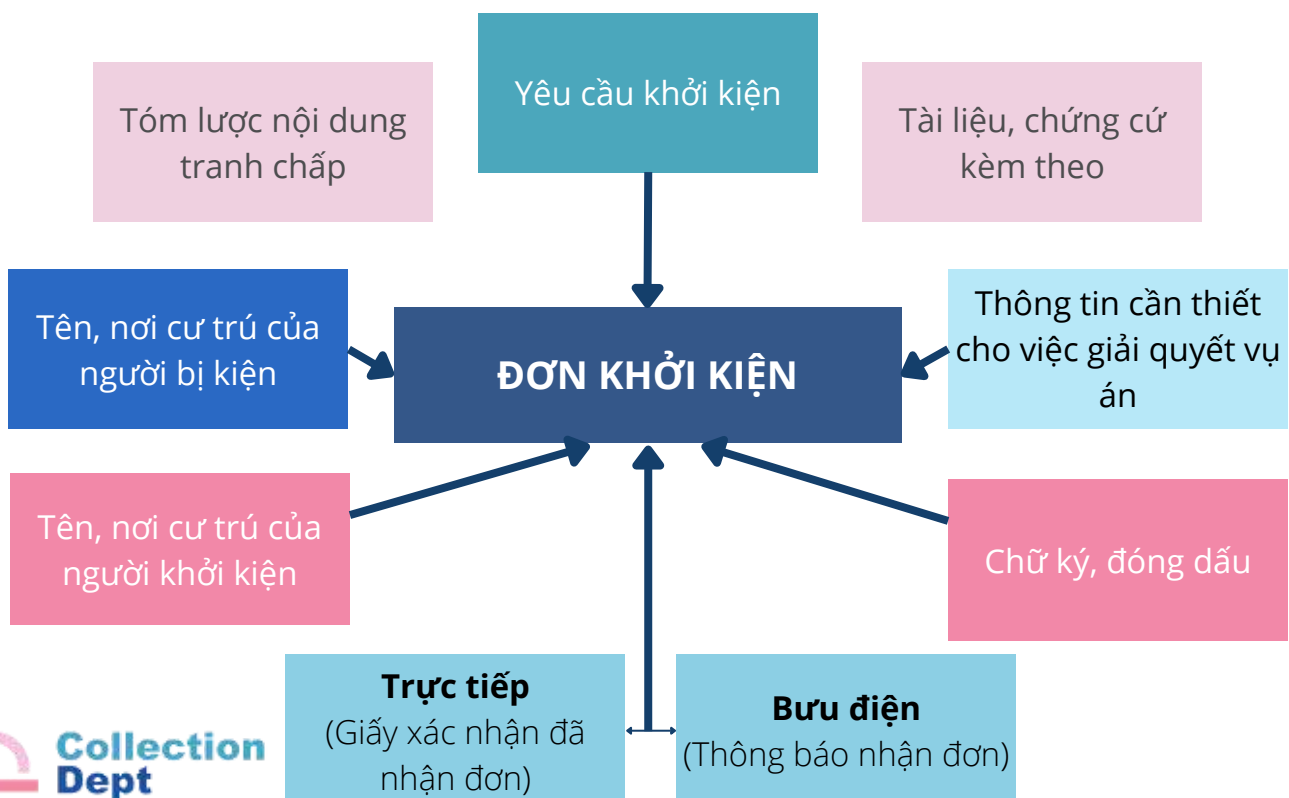 Yêu cầu khởi kiện
Tóm lược nội dung
tranh chấp
Tài liệu, chứng cứ
kèm theo
Tên, nơi cư trú của
người bị kiện
ĐƠN KHỞI KIỆN
Thông tin cần thiết
cho việc giải quyết vụ
án
Tên, nơi cư trú của
người khởi kiện
Chữ ký, đóng dấu
Trực tiếp
(Giấy xác nhận đã
nhận đơn)
Bưu điện
(Thông báo nhận đơn)
Collection
Dept